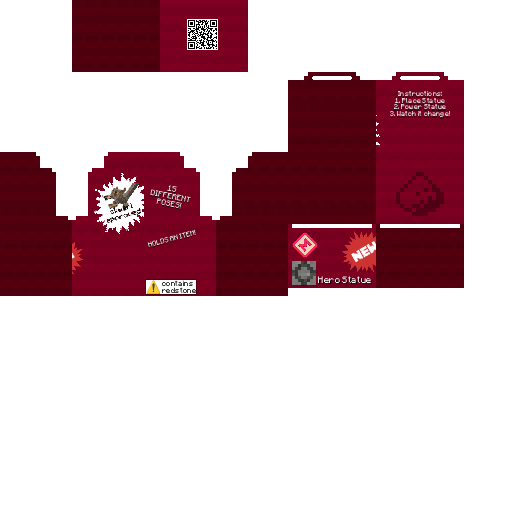 Instructions:
1. Place Statue
2. Power Statue
3. Watch it change!
15
DIFFERENT
POSES!
approved
HOLDS AN ITEM!
M
NEW
contains
redstone
Hero Statue